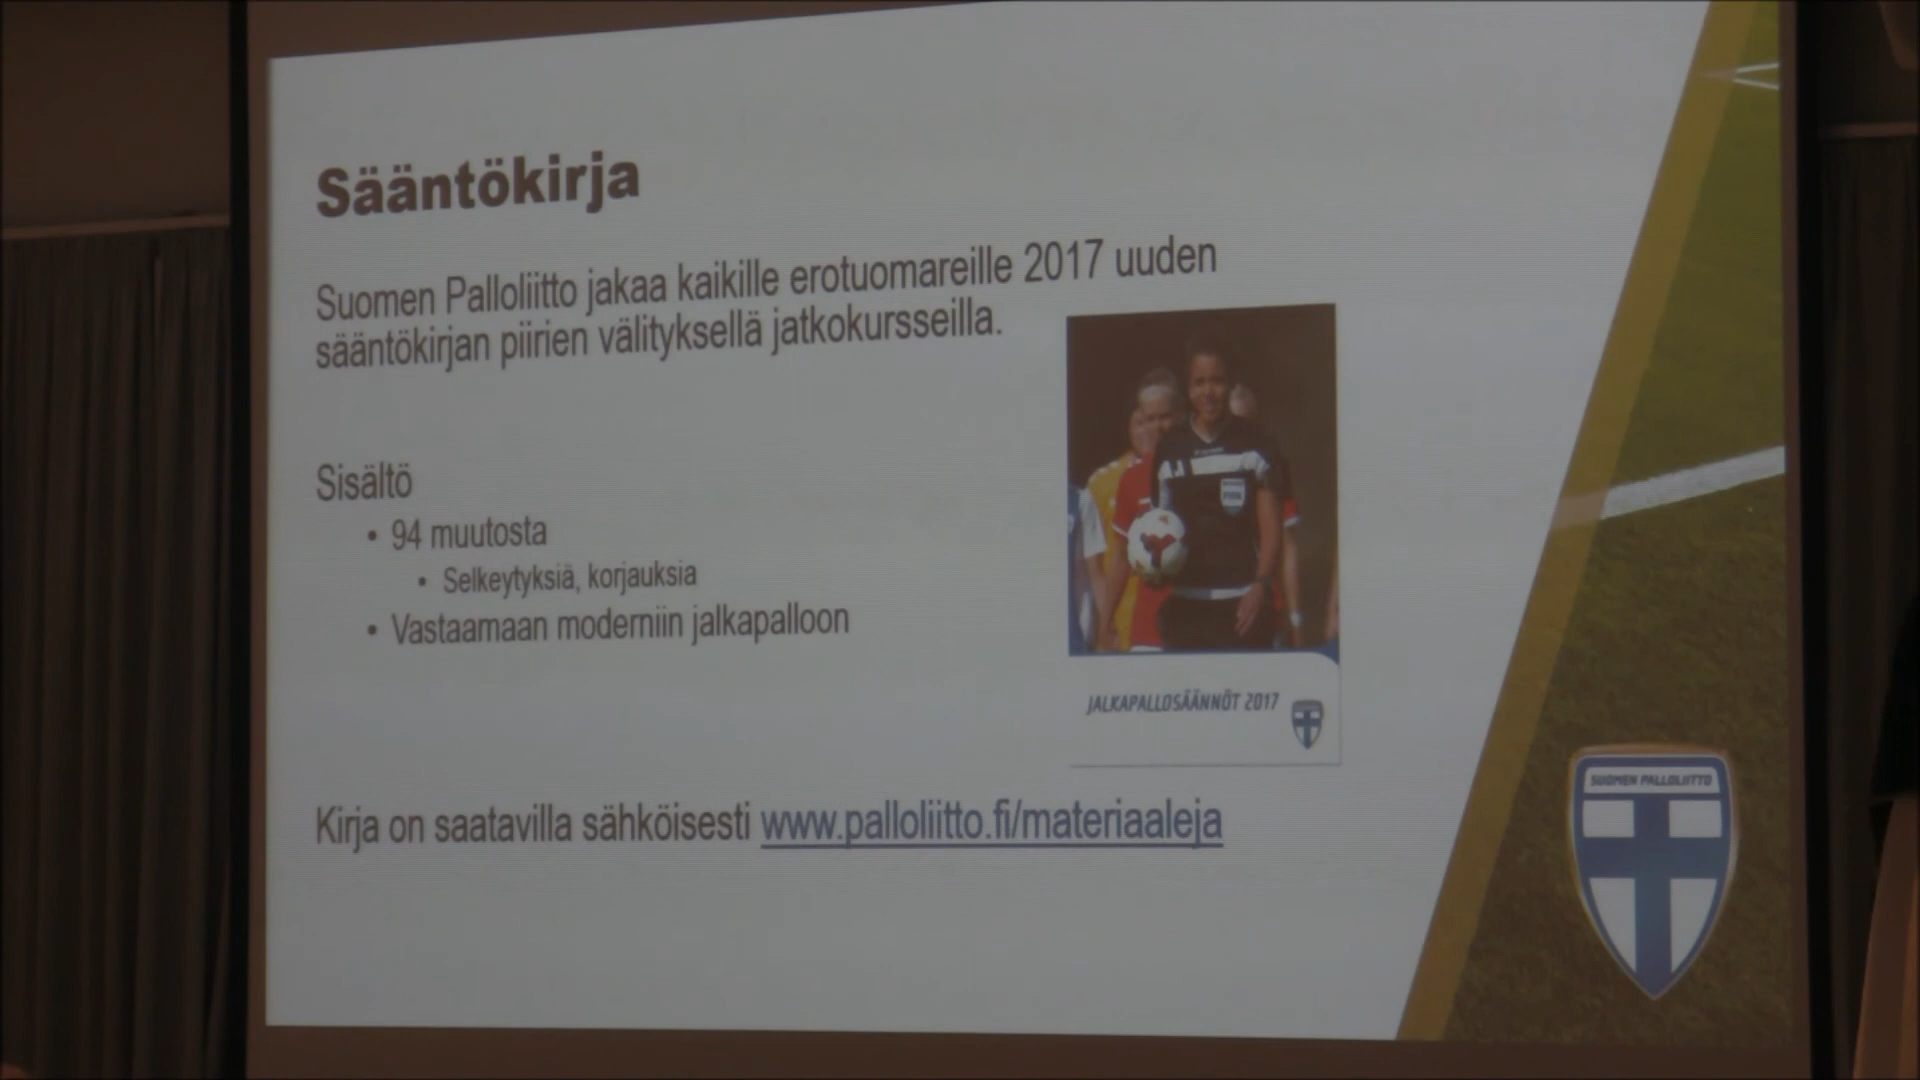 Sääntökirja
Suomen Palloliitto jakaa kaikille erotuomareille 2017 uuden
sääntökirjan piirien välityksellä jatkokursseilla.
Sisältö
• 94 muutosta
• Selkeytyksiä, korjauksia
• Vastaamaan moderniin jalkapalloon
JALKAPALLOSÄÄNNÖT 2017
Kirja on saatavilla sähköisesti www.palloliitto.fi/materiaaleja
SUOMEN PALLOLIITTO